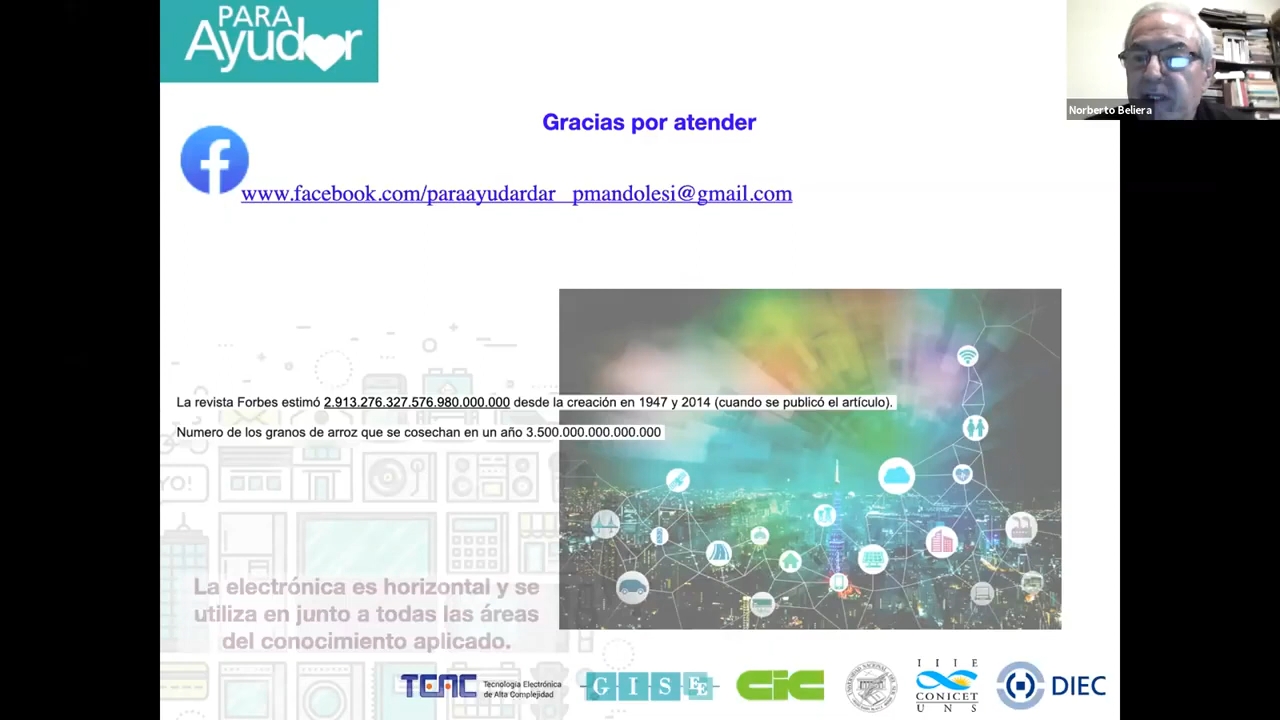 PARA
Ayudar
Norberto Beliera
Gracias por atender
www.facebook.com/paraayudardar pmandolesi@gmail.com
La revista Forbes estimó 2.913.276.327.576.980.000.000 desde la creación en 1947 y 2014 (cuando se publicó el artículo).
Numero de los granos de arroz que se cosechan en un año 3.500.000.000.000.000
YO!
La electrónica es horizontal y se
utiliza en junto a todas las áreas
del conocimiento aplicado.
TEAC Tecnología Electrónica
de Alta Complejidad
GISEE
CIC
IIIE
CONICET
UNS
DIEC